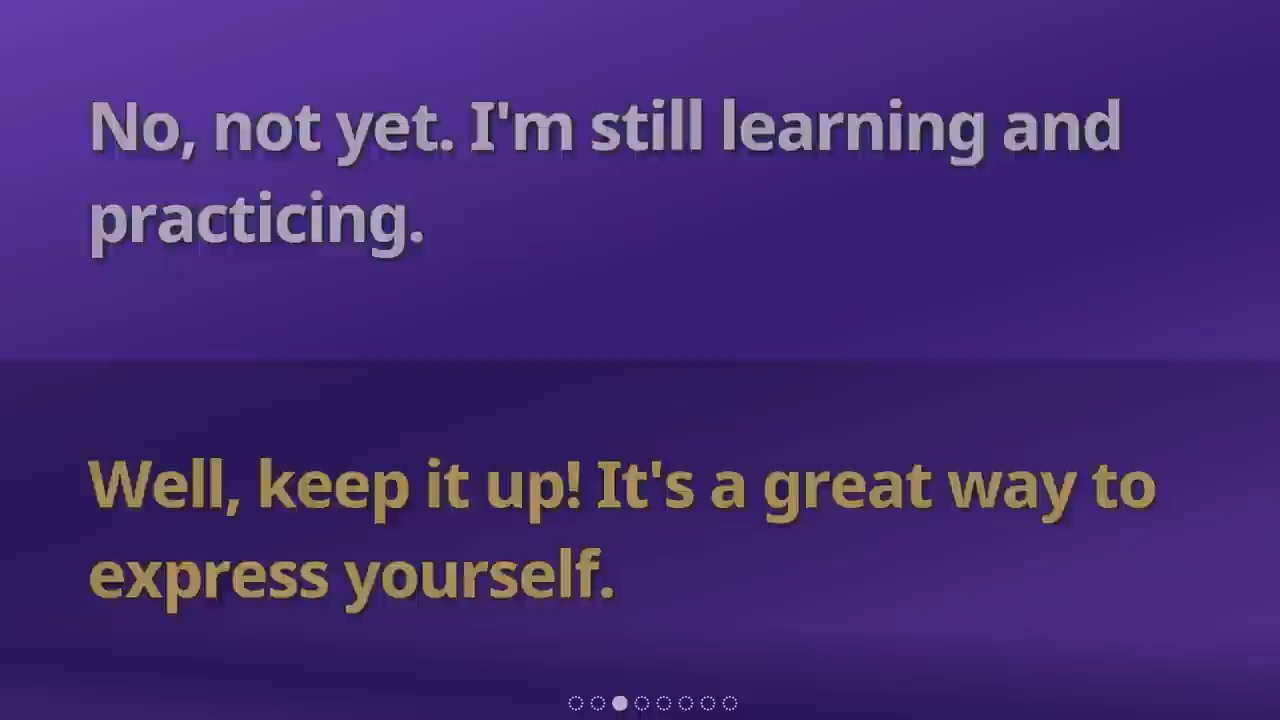 No, not yet. I'm still learning and
practicing.
Well, keep it up! It's a great way to
express yourself.